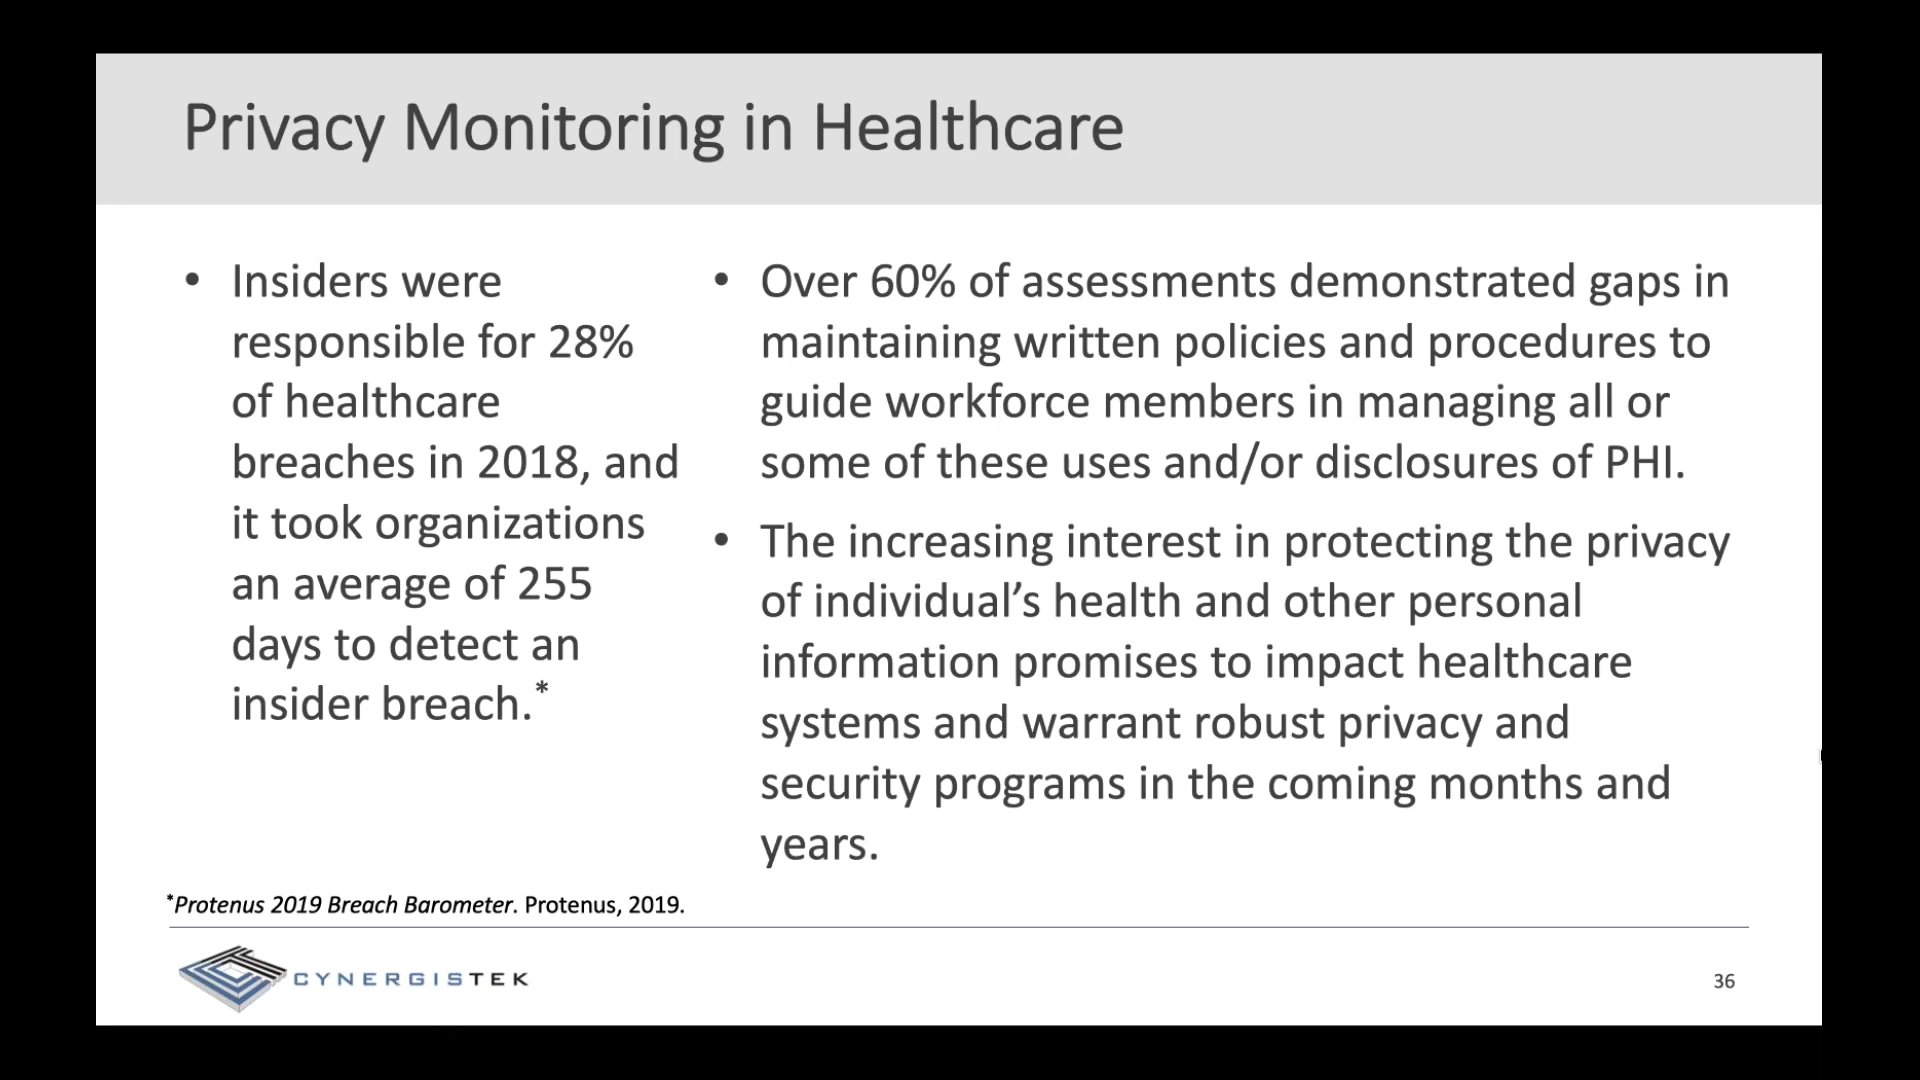 Privacy Monitoring in Healthcare
• Insiders were
responsible for 28%
of healthcare
breaches in 2018, and
it took organizations
an average of 255
days to detect an
insider breach.*
• Over 60% of assessments demonstrated gaps in
maintaining written policies and procedures to
guide workforce members in managing all or
some of these uses and/or disclosures of PHI.
• The increasing interest in protecting the privacy
of individual’s health and other personal
information promises to impact healthcare
systems and warrant robust privacy and
security programs in the coming months and
years.
*Protenus 2019 Breach Barometer. Protenus, 2019.
CYNERGISTEK
36